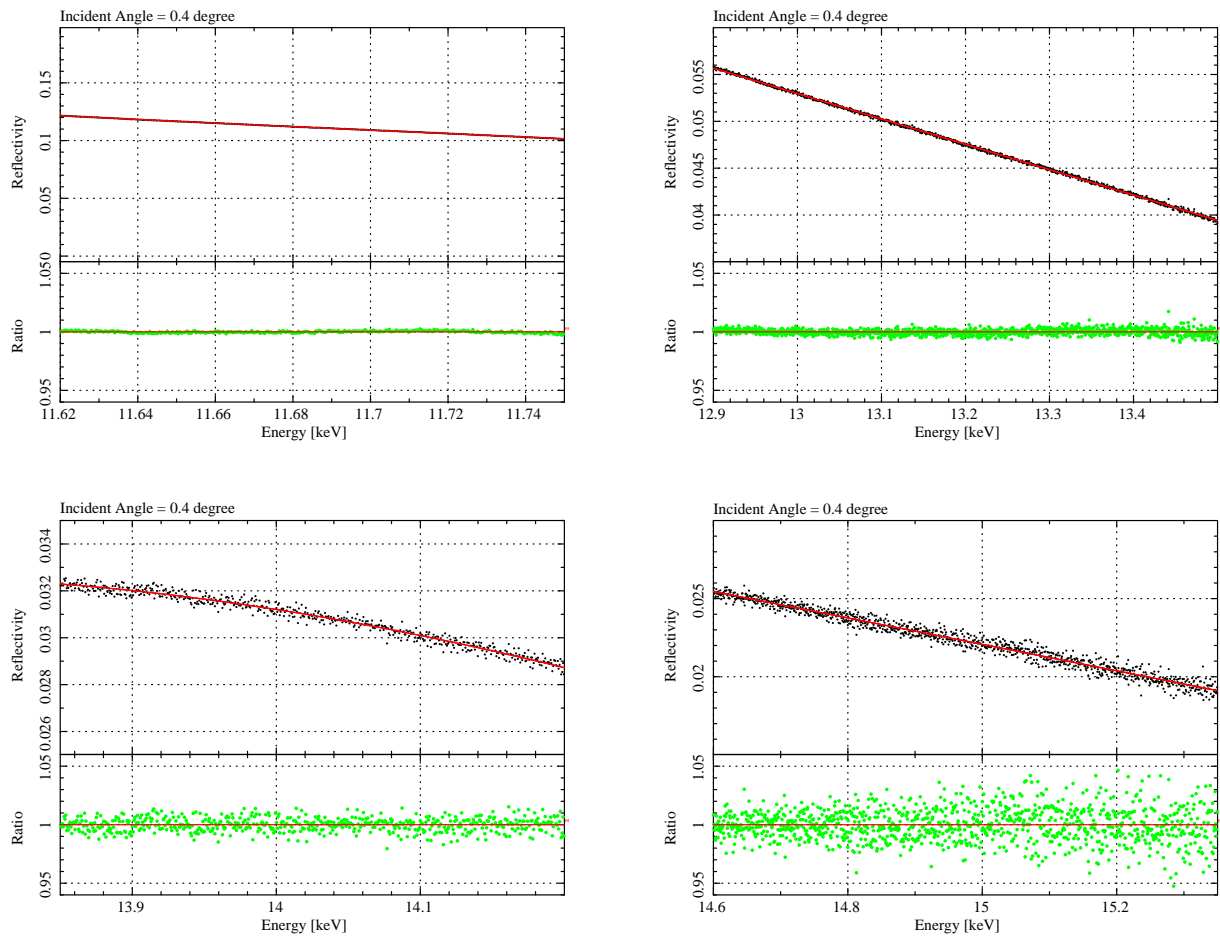 Incident Angle = 0.4 degree
Reflectivity
0.15
0.1
0.05
0
Ratio
1.05
1
0.95
11.62 11.64 11.66 11.68 11.7 11.72 11.74
Energy [keV]
Incident Angle = 0.4 degree
Reflectivity
0.055
0.05
0.045
0.04
Ratio
1.05
1
0.95
12.9 13 13.1 13.2 13.3 13.4
Energy [keV]
Incident Angle = 0.4 degree
Reflectivity
0.034
0.032
0.03
0.028
0.026
Ratio
1.05
1
0.95
13.9 14 14.1
Energy [keV]
Incident Angle = 0.4 degree
Reflectivity
0.025
0.02
Ratio
1.05
1
0.95
14.6 14.8 15 15.2
Energy [keV]